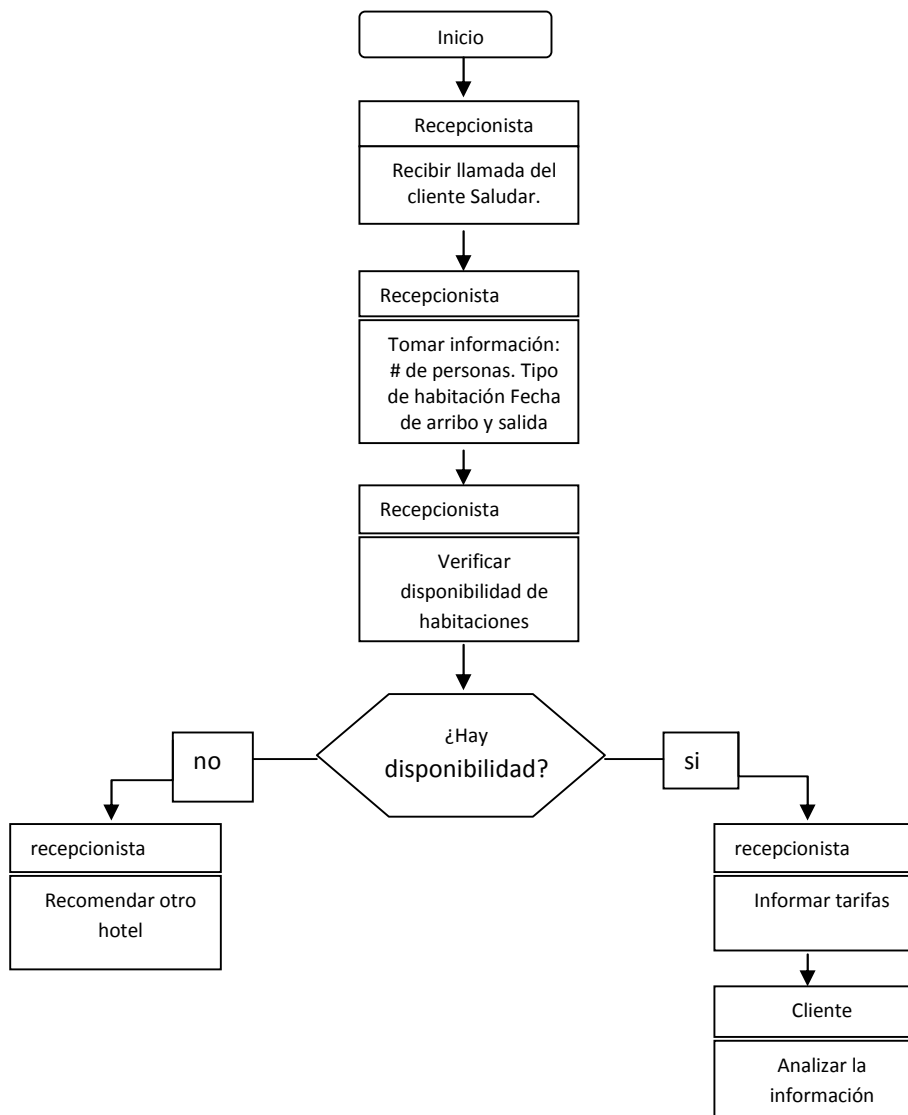 Inicio
Recepcionista
Recibir llamada del
cliente Saludar.
Recepcionista
Tomar información:
# de personas. Tipo
de habitación Fecha
de arribo y salida
Recepcionista
Verificar
disponibilidad de
habitaciones
¿Hay
disponibilidad?
no
si
recepcionista
Recomendar otro
hotel
recepcionista
Informar tarifas
Cliente
Analizar la
información